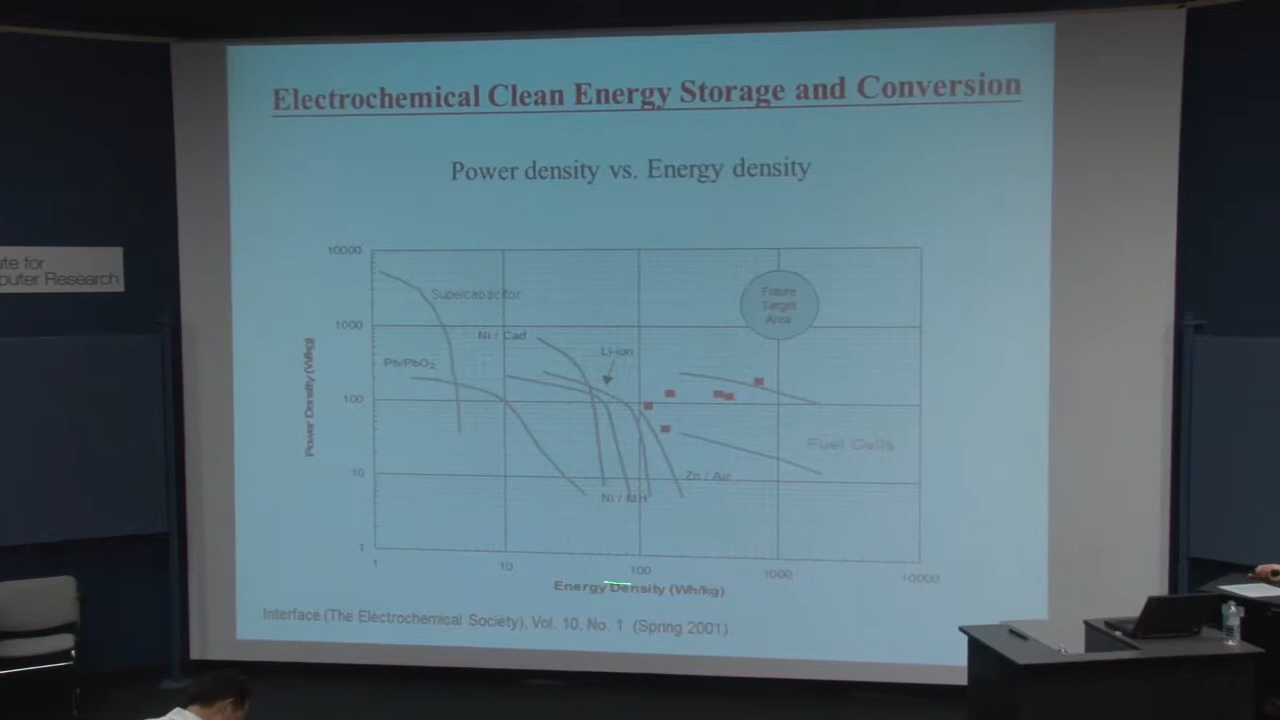 Electrochemical Clean Energy Storage and Conversion
Power density vs. Energy density
ute for
puter Research
10000
1000
100
10
1
Power Density (W/kg)
Supercapacitor
Ni / Cad
Pb/PbO2
Li-ion
Future
Target
Area
Fuel Cells
Zn / Air
Ni / MH
1
10
100
1000
10000
Energy Density (Wh/kg)
Interface (The Electrochemical Society), Vol. 10, No. 1 (Spring 2001)